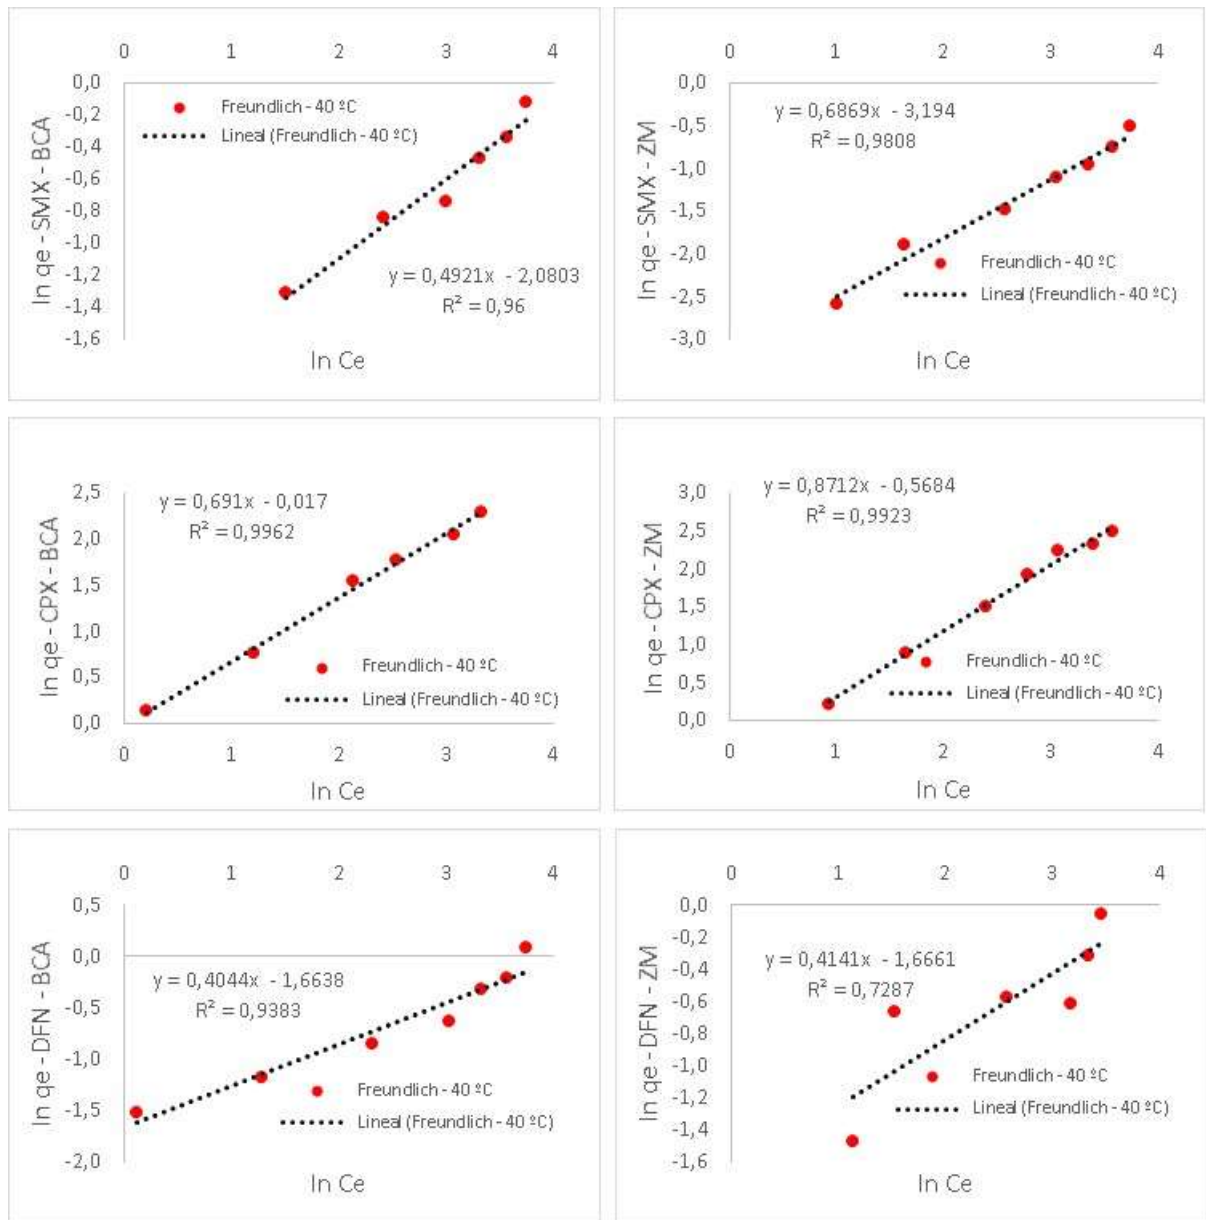 0 1 2 3 4
0,0
-0,2
-0,4
-0,6
-0,8
-1,0
-1,2
-1,4
-1,6
ln qe - SMX - BCA
Freundlich - 40 ºC
Lineal (Freundlich - 40 ºC)
y = 0,4921x - 2,0803
R² = 0,96
ln Ce
0 1 2 3 4
0,0
-0,5
-1,0
-1,5
-2,0
-2,5
-3,0
ln qe - SMX - ZM
y = 0,6869x - 3,194
R² = 0,9808
Freundlich - 40 ºC
Lineal (Freundlich - 40 ºC)
ln Ce
2,5
2,0
1,5
1,0
0,5
0,0
ln qe - CPX - BCA
y = 0,691x - 0,017
R² = 0,9962
Freundlich - 40 ºC
Lineal (Freundlich - 40 ºC)
0 1 2 3 4
ln Ce
3,0
2,5
2,0
1,5
1,0
0,5
0,0
ln qe - CPX - ZM
y = 0,8712x - 0,5684
R² = 0,9923
Freundlich - 40 ºC
Lineal (Freundlich - 40 ºC)
0 1 2 3 4
ln Ce
0 1 2 3 4
0,5
0,0
-0,5
-1,0
-1,5
-2,0
ln qe - DFN - BCA
y = 0,4044x - 1,6638
R² = 0,9383
Freundlich - 40 ºC
Lineal (Freundlich - 40 ºC)
ln Ce
0 1 2 3 4
0,0
-0,2
-0,4
-0,6
-0,8
-1,0
-1,2
-1,4
-1,6
ln qe - DFN - ZM
y = 0,4141x - 1,6661
R² = 0,7287
Freundlich - 40 ºC
Lineal (Freundlich - 40 ºC)
ln Ce